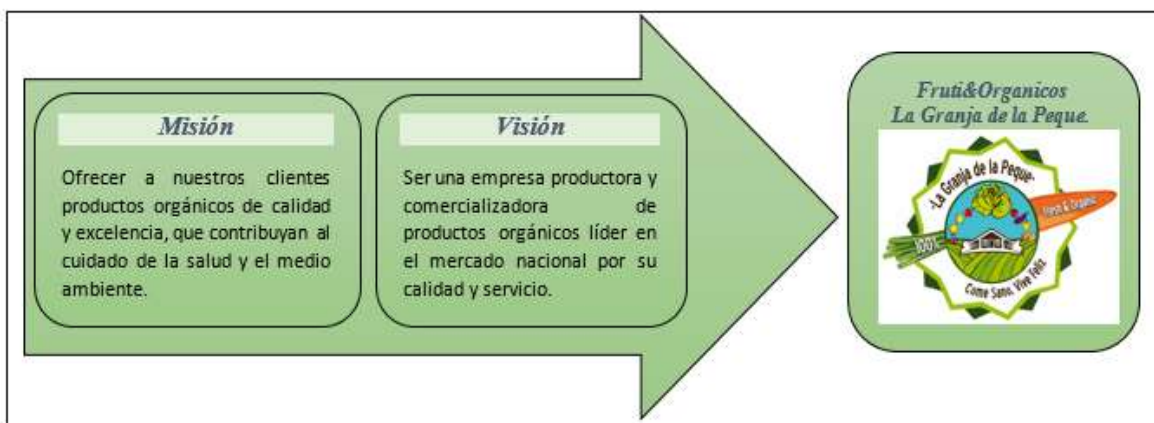 Misión
Ofrecer a nuestros clientes
productos orgánicos de calidad
y excelencia, que contribuyan al
cuidado de la salud y el medio
ambiente.
Visión
Ser una empresa productora y
comercializadora de
productos orgánicos líder en
el mercado nacional por su
calidad y servicio.
Fruti&Organicos
La Granja de la Peque.
-La Granja de la Peque-
100%
Come Sano, Vive Feliz